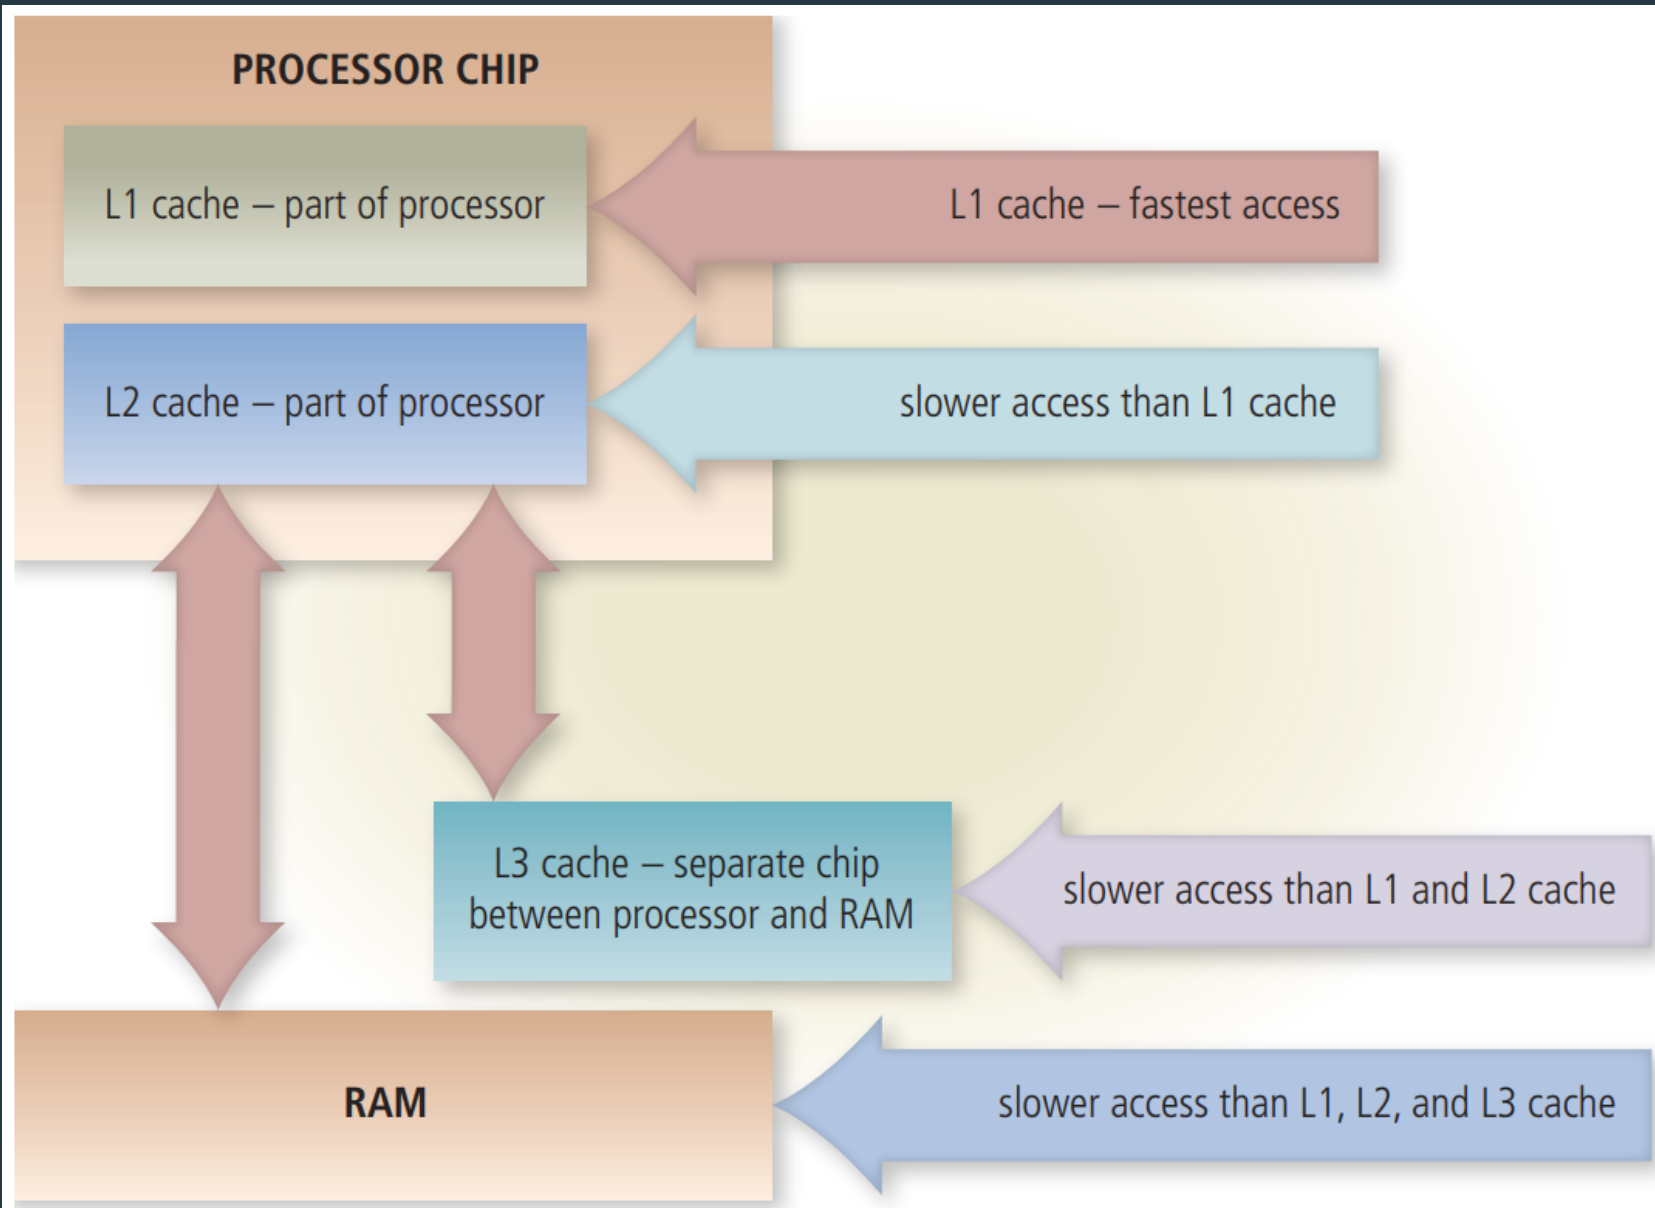 PROCESSOR CHIP
L1 cache – part of processor
L1 cache – fastest access
L2 cache – part of processor
slower access than L1 cache
L3 cache – separate chip
between processor and RAM
slower access than L1 and L2 cache
RAM
slower access than L1, L2, and L3 cache